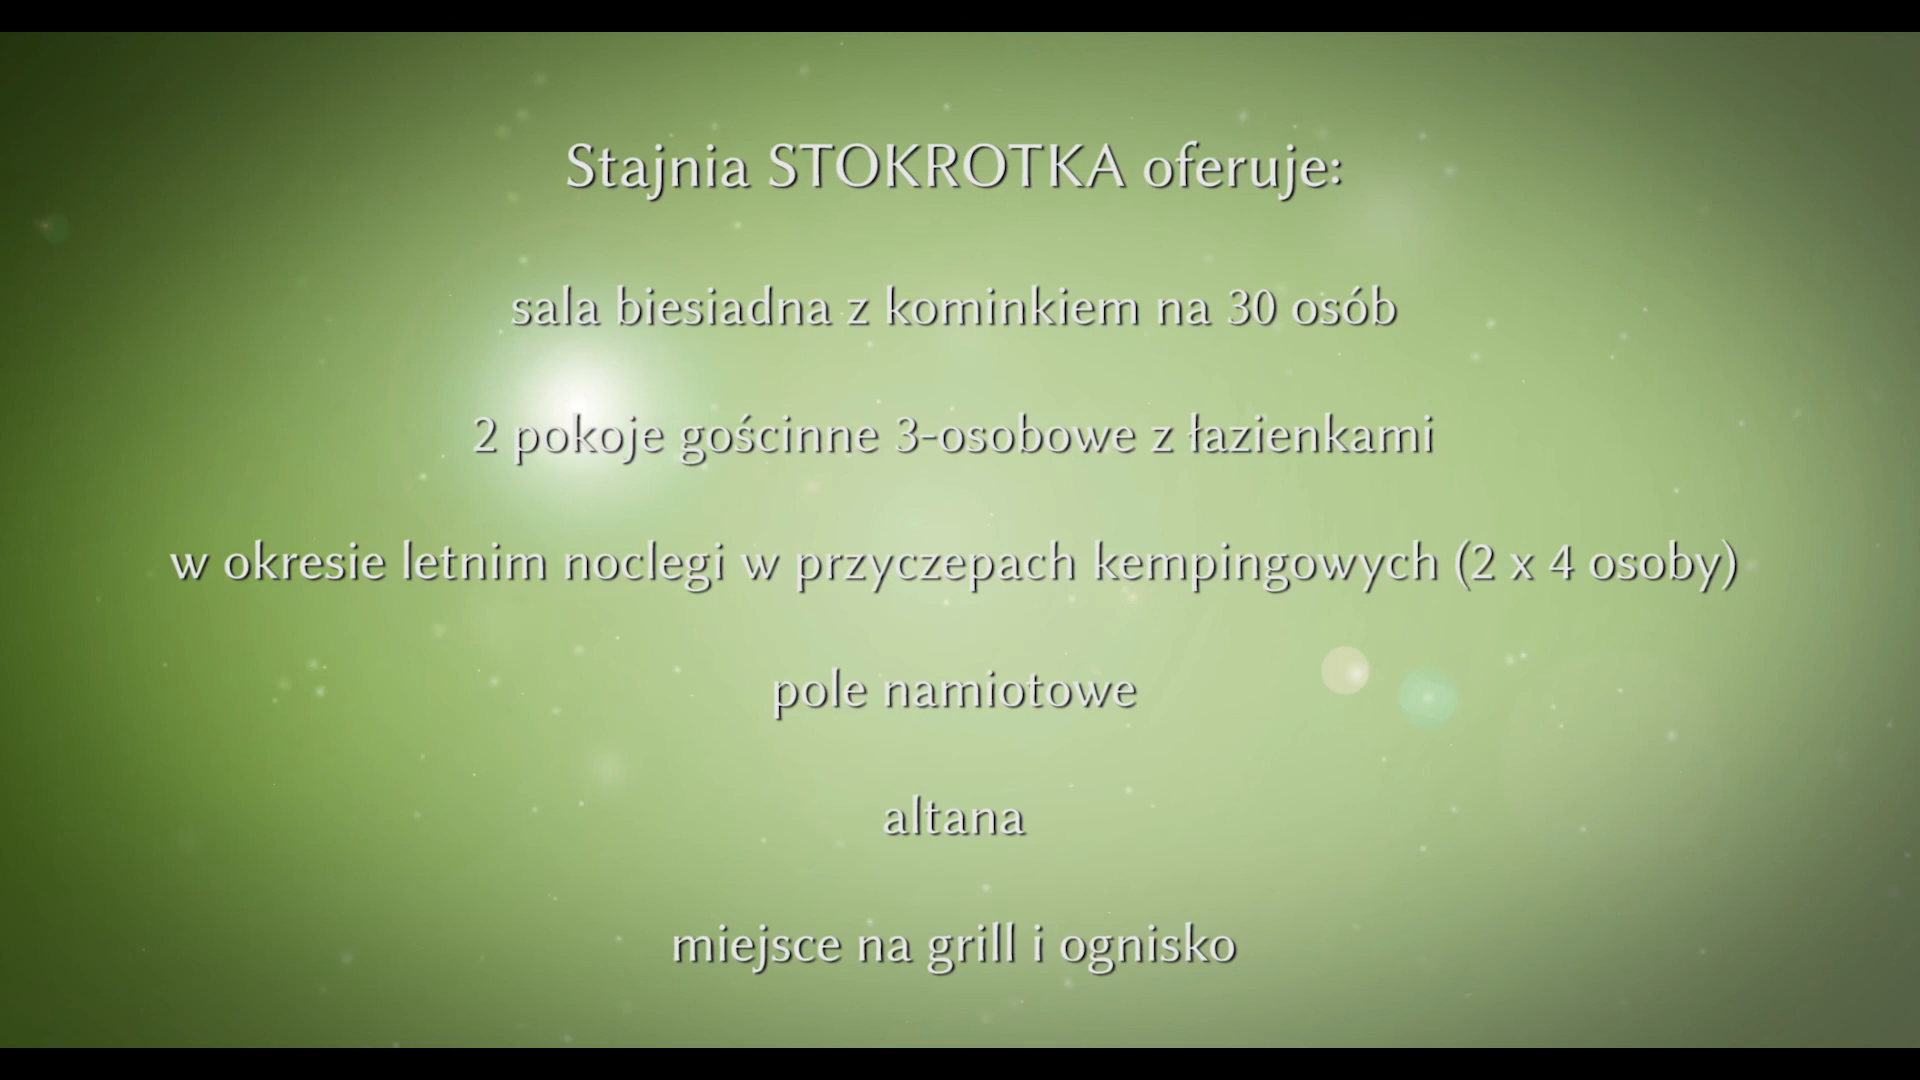 Stajnia STOKROTKA oferuje:
sala biesiadna z kominkiem na 30 osób
2 pokoje gościnne 3-osobowe z łazienkami
w okresie letnim noclegi w przyczepach kempingowych (2 x 4 osoby)
pole namiotowe
altana
miejsce na grill i ognisko